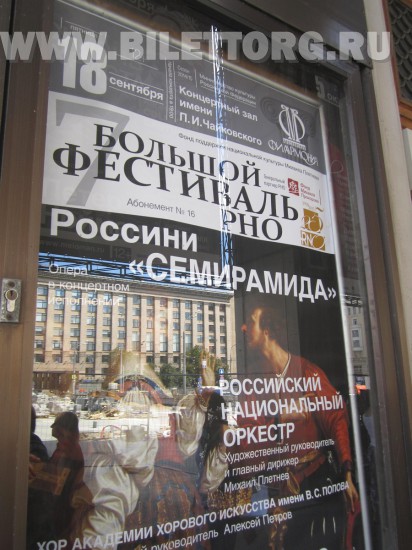 WWW.BILETTORG.RU
18
сентября
Концертный зал
имени
П.И.Чайковского
ФИЛАРМОНИЯ
Фонд поддержки национальной культуры Михаила Плетнева
7
БОЛЬШОЙ
ФЕСТИВАЛЬ
РНО
Абонемент № 16
РОССИНИ
«СЕМИРАМИДА»
Опера
в концертном
исполнении
РОССИЙСКИЙ
НАЦИОНАЛЬНЫЙ
ОРКЕСТР
Художественный руководитель
и главный дирижер
Михаил Плетнев
ХОР АКАДЕМИИ ХОРОВОГО ИСКУССТВА имени В.С. ПОПОВА
руководитель Алексей Петров